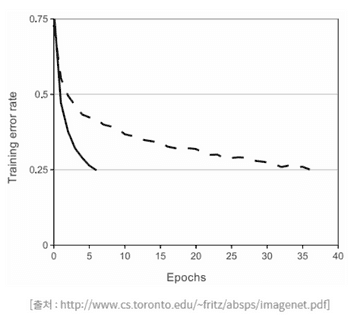 0.75
0.5
0.25
0
Training error rate
0 5 10 15 20 25 30 35 40
Epochs
[출처 : http://www.cs.toronto.edu/~fritz/absps/imagenet.pdf]